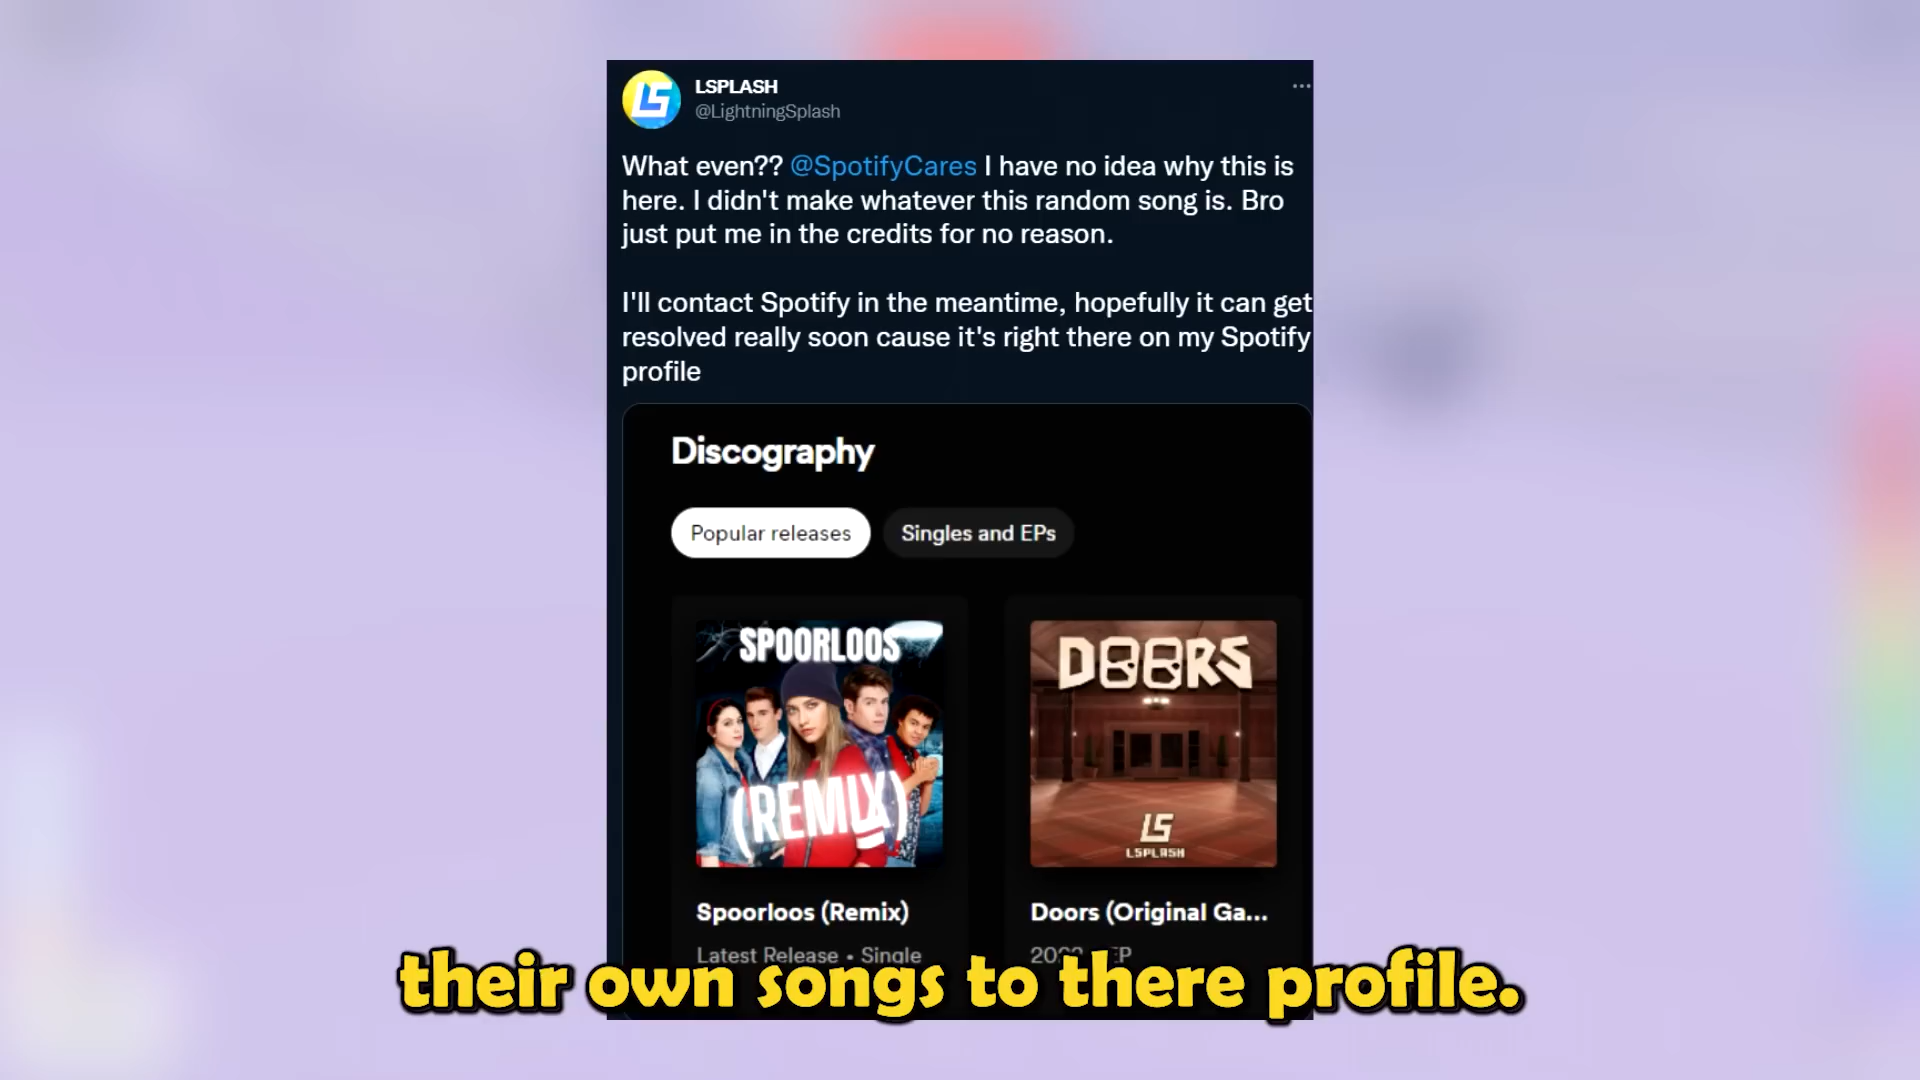 LSPLASH
@LightningSplash
What even?? @SpotifyCares I have no idea why this is
here. I didn't make whatever this random song is. Bro
just put me in the credits for no reason.
I'll contact Spotify in the meantime, hopefully it can get
resolved really soon cause it's right there on my Spotify
profile
Discography
Popular releases
Singles and EPs
SPOORLOOS
(REMIX)
DOORS
LS
LSPLASH
Spoorloos (Remix)
Doors (Original Ga...
Latest Release • Single
EP
their own songs to there profile.